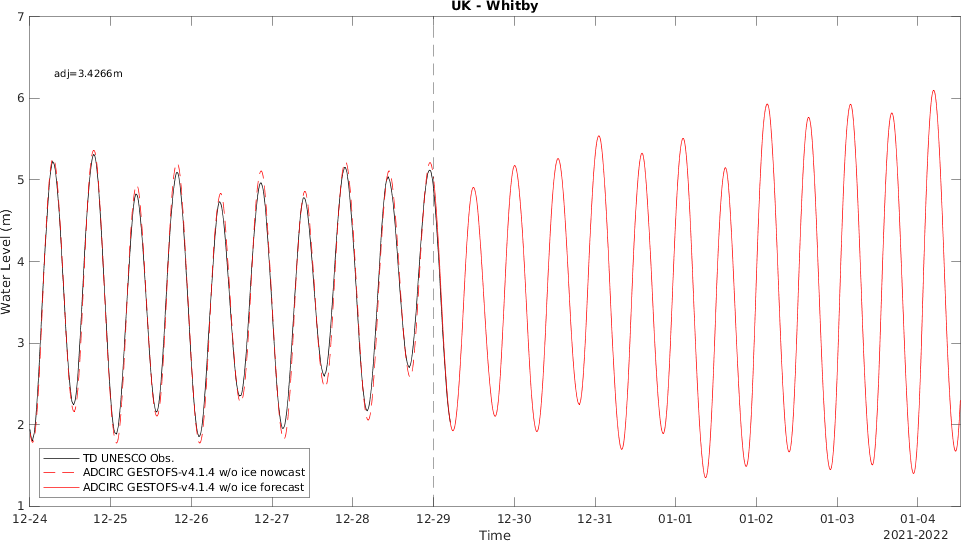 UK - Whitby
7
adj=3.4266m
6
5
4
3
2
1
Water Level (m)
TD UNESCO Obs.
ADCIRC GESTOFS-v4.1.4 w/o ice nowcast
ADCIRC GESTOFS-v4.1.4 w/o ice forecast
12-24 12-25 12-26 12-27 12-28 12-29 12-30 12-31 01-01 01-02 01-03 01-04
Time
2021-2022